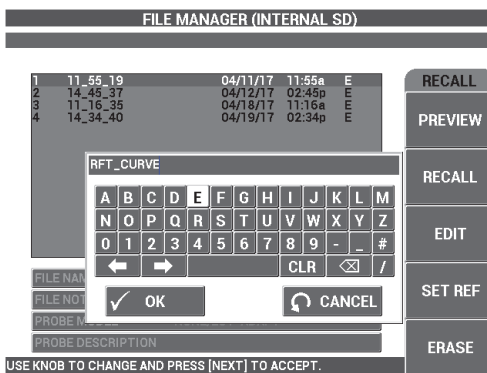 FILE MANAGER (INTERNAL SD)
1 11_55_19 04/11/17 11:55a E
2 14_45_37 04/12/17 02:45p E
3 11_16_35 04/18/17 11:16a E
4 14_34_40 04/19/17 02:34p E
RECALL
PREVIEW
RECALL
EDIT
SET REF
ERASE
RFT_CURVE
A B C D E F G H I J K L M
N O P Q R S T U V W X Y Z
0 1 2 3 4 5 6 7 8 9 - _ #
CLR /
OK CANCEL
FILE NAM
FILE NOT
PROBE
PROBE DESCRIPTION
USE KNOB TO CHANGE AND PRESS [NEXT] TO ACCEPT.